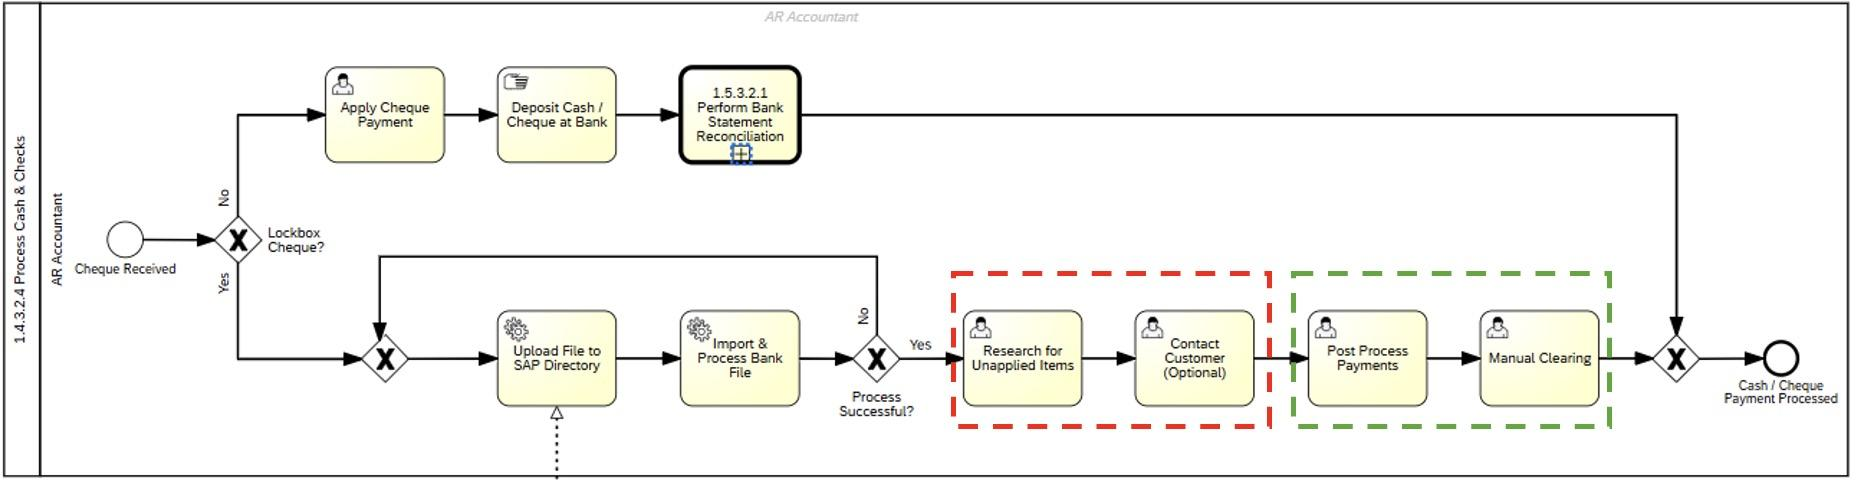 AR Accountant
1.4.3.2.4 Process Cash & Checks
AR Accountant
Apply Cheque
Payment
Deposit Cash /
Cheque at Bank
1.5.3.2.1
Perform Bank
Statement
Reconciliation
No
Lockbox
Cheque?
Cheque Received
Yes
No
Upload File to
SAP Directory
Import &
Process Bank
File
Process
Successful?
Yes
Research for
Unapplied Items
Contact
Customer
(Optional)
Post Process
Payments
Manual Clearing
Cash / Cheque
Payment Processed